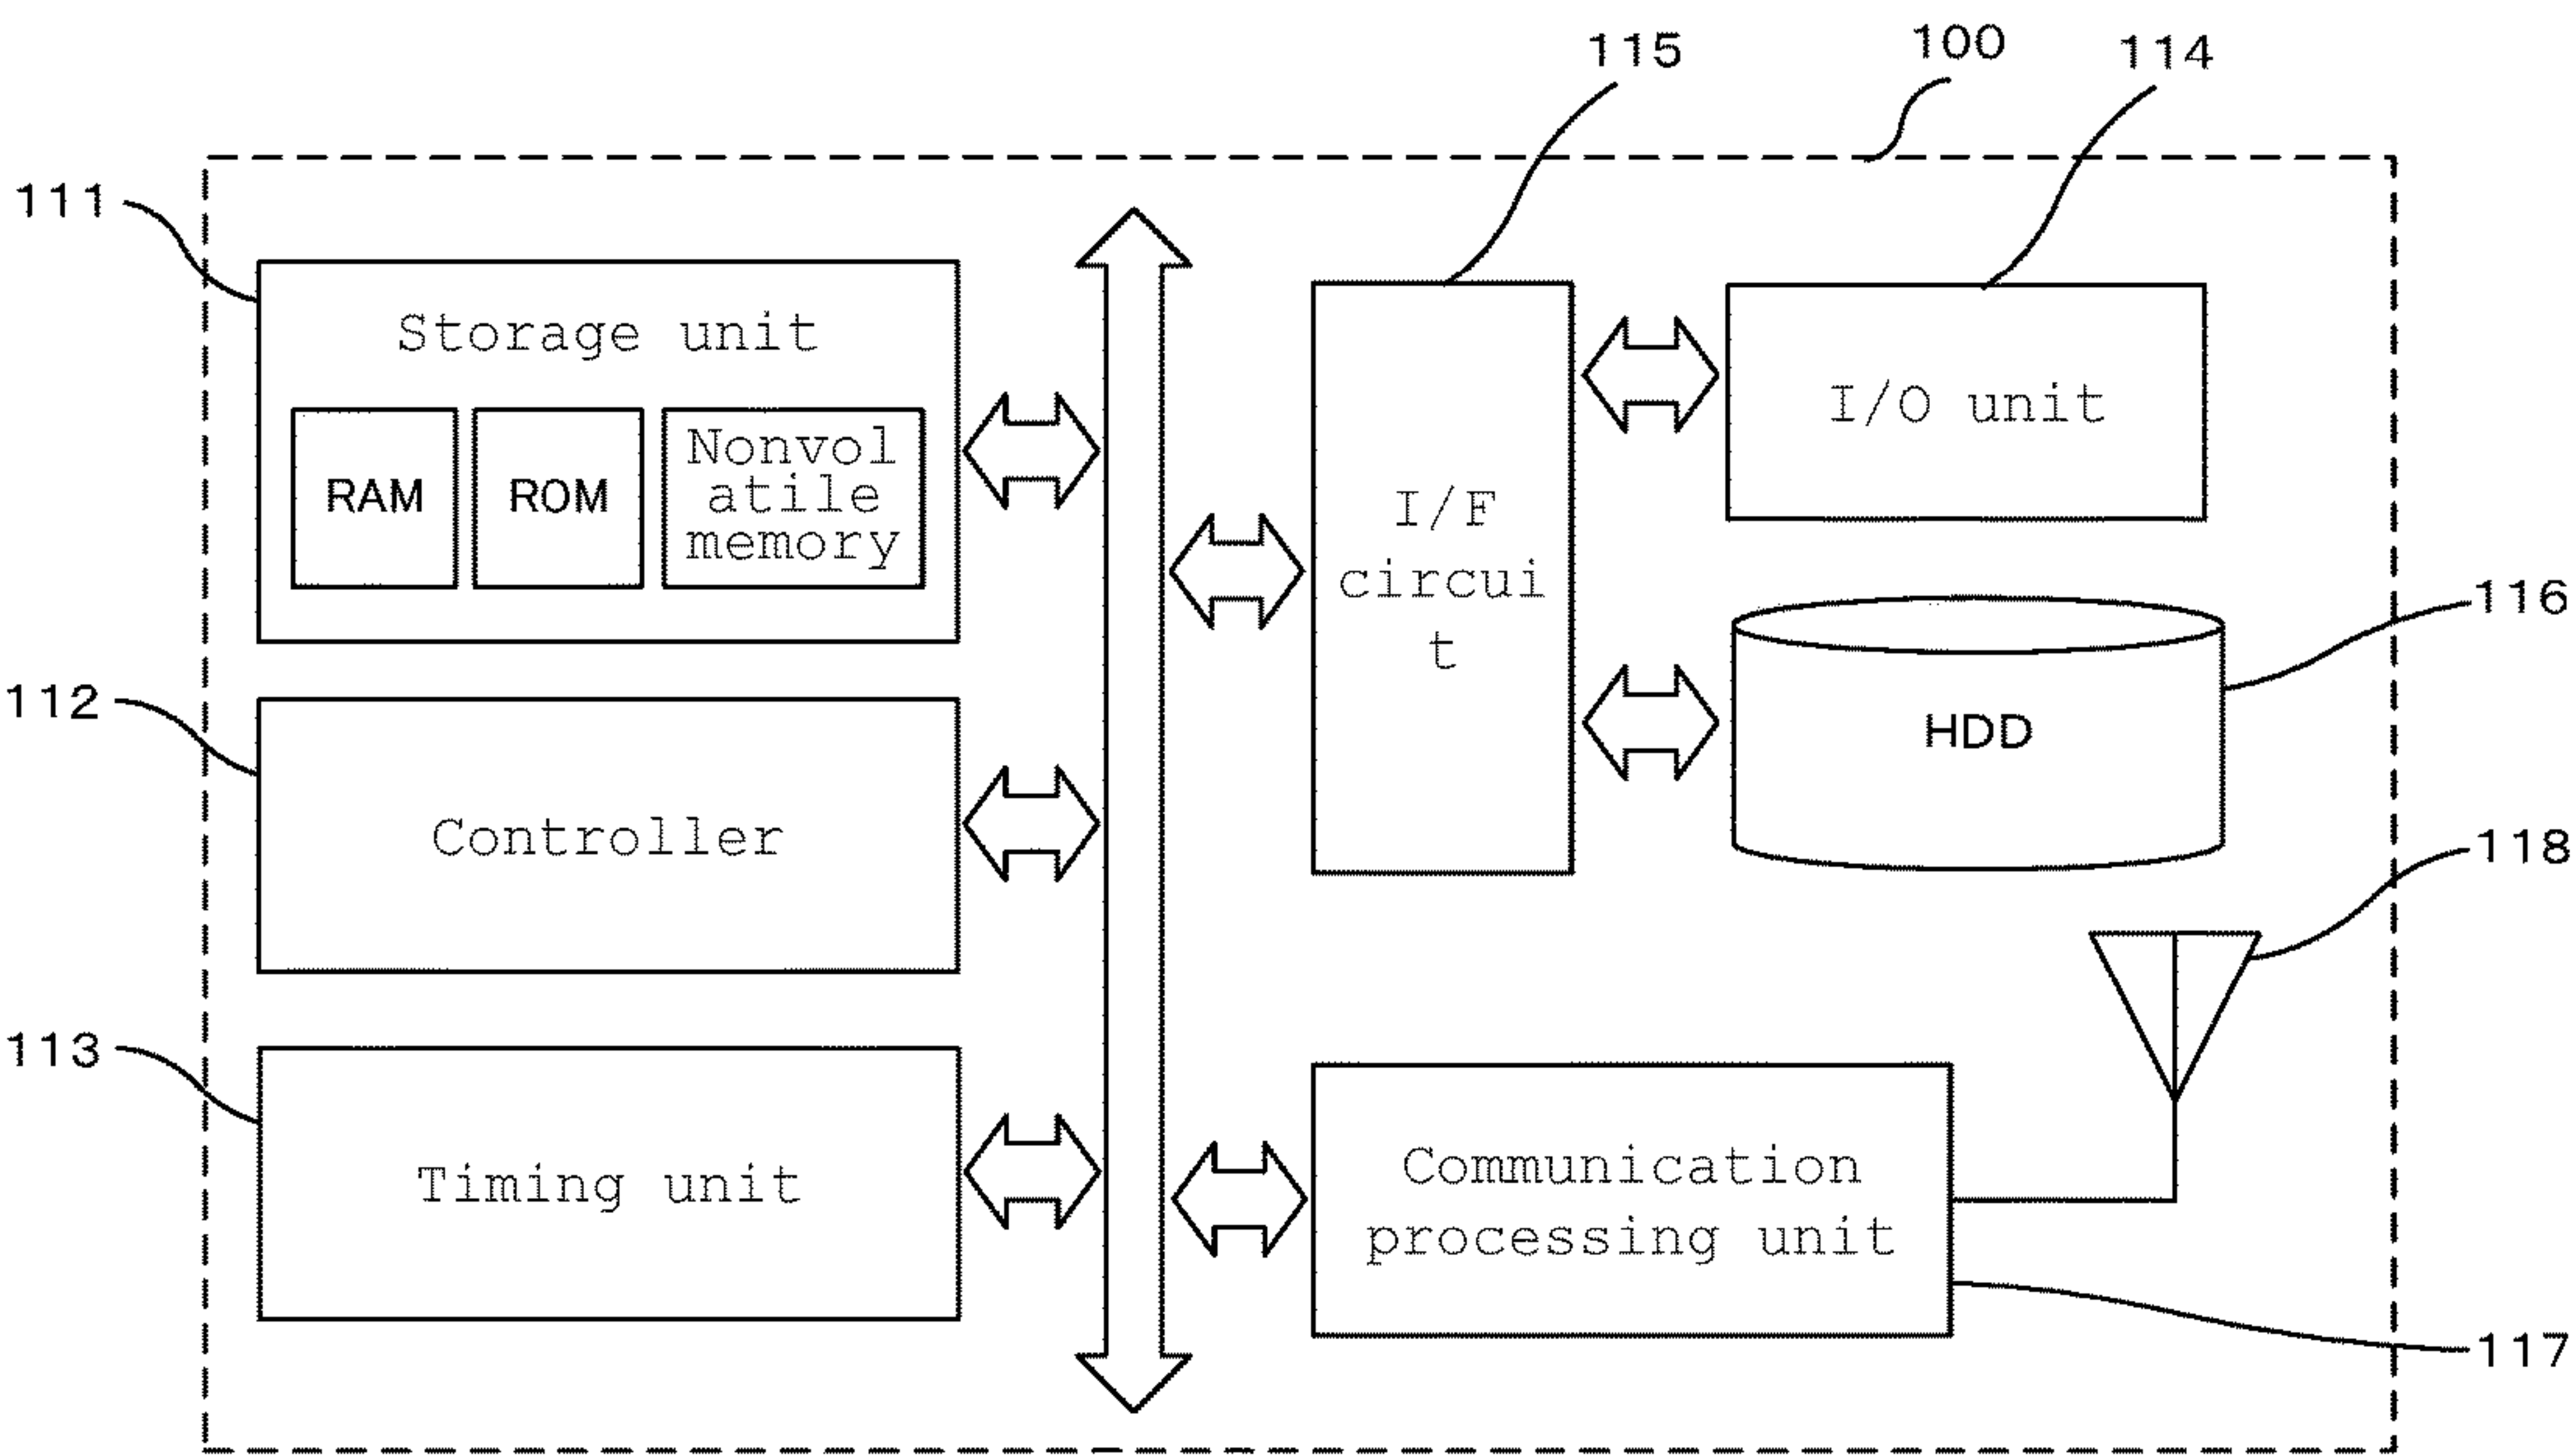 115
100
114
111
Storage unit
RAM
ROM
Nonvol
atile
memory
I/F
circui
t
I/O unit
116
HDD
112
Controller
118
113
Timing unit
Communication
processing unit
117